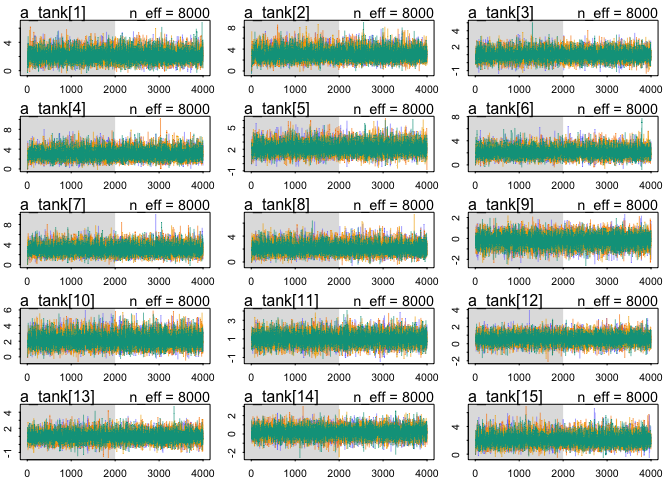 a_tank[1] n_eff = 8000 a_tank[2] n_eff = 8000 a_tank[3] n_eff = 8000
0 4
0 4 8
-1 2 4
0 1000 2000 3000 4000 0 1000 2000 3000 4000 0 1000 2000 3000 4000
a_tank[4] n_eff = 8000 a_tank[5] n_eff = 8000 a_tank[6] n_eff = 8000
0 4 8
-1 2 5
0 4 8
0 1000 2000 3000 4000 0 1000 2000 3000 4000 0 1000 2000 3000 4000
a_tank[7] n_eff = 8000 a_tank[8] n_eff = 8000 a_tank[9] n_eff = 8000
0 4 8
0 4
-2 0 2
0 1000 2000 3000 4000 0 1000 2000 3000 4000 0 1000 2000 3000 4000
a_tank[10] n_eff = 8000 a_tank[11] n_eff = 8000 a_tank[12] n_eff = 8000
0 2 4 6
-1 1 3
-2 0 2 4
0 1000 2000 3000 4000 0 1000 2000 3000 4000 0 1000 2000 3000 4000
a_tank[13] n_eff = 8000 a_tank[14] n_eff = 8000 a_tank[15] n_eff = 8000
-1 2 4
-2 0 2
0 2 4 6
0 1000 2000 3000 4000 0 1000 2000 3000 4000 0 1000 2000 3000 4000